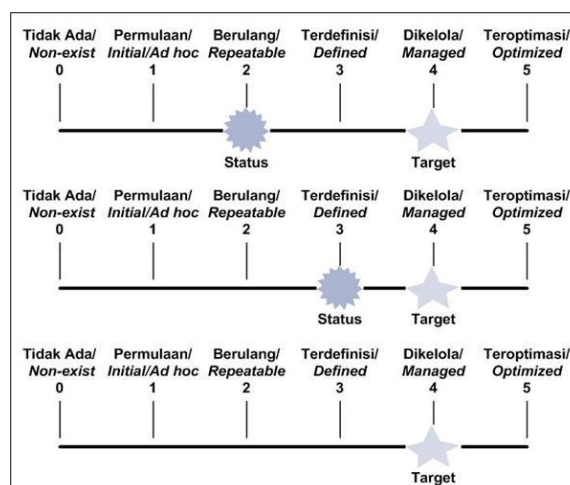 Tidak Ada/ Permulaan/ Berulang/ Terdefinisi/ Dikelola/ Teroptimasi/
Non-exist Initial/Ad hoc Repeatable Defined Managed Optimized
0 1 2 3 4 5
Status Target
Tidak Ada/ Permulaan/ Berulang/ Terdefinisi/ Dikelola/ Teroptimasi/
Non-exist Initial/Ad hoc Repeatable Defined Managed Optimized
0 1 2 3 4 5
Status Target
Tidak Ada/ Permulaan/ Berulang/ Terdefinisi/ Dikelola/ Teroptimasi/
Non-exist Initial/Ad hoc Repeatable Defined Managed Optimized
0 1 2 3 4 5
Target